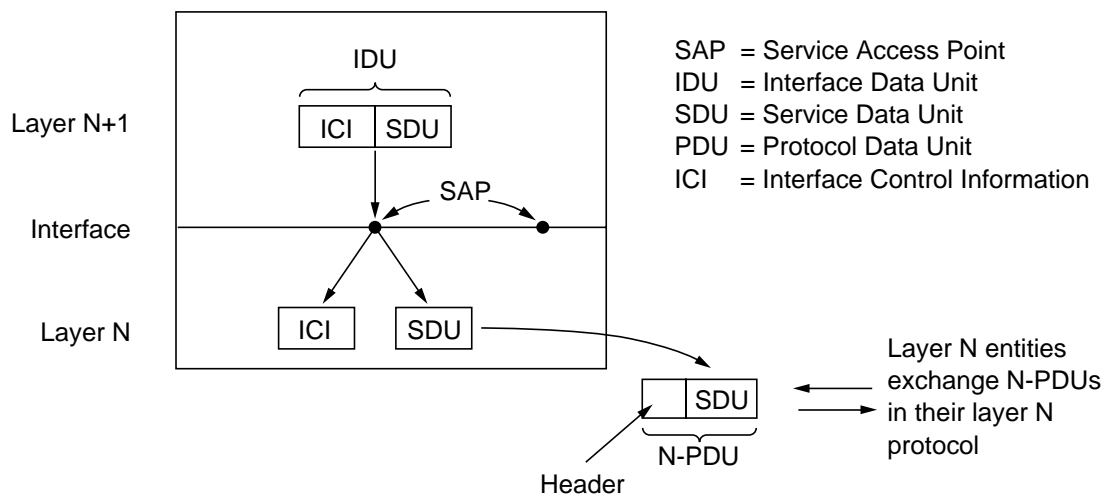 IDU
Layer N+1
ICI SDU
SAP
Interface
Layer N
ICI
SDU
SAP = Service Access Point
IDU = Interface Data Unit
SDU = Service Data Unit
PDU = Protocol Data Unit
ICI = Interface Control Information
SDU
N-PDU
Header
Layer N entities
exchange N-PDUs
in their layer N
protocol